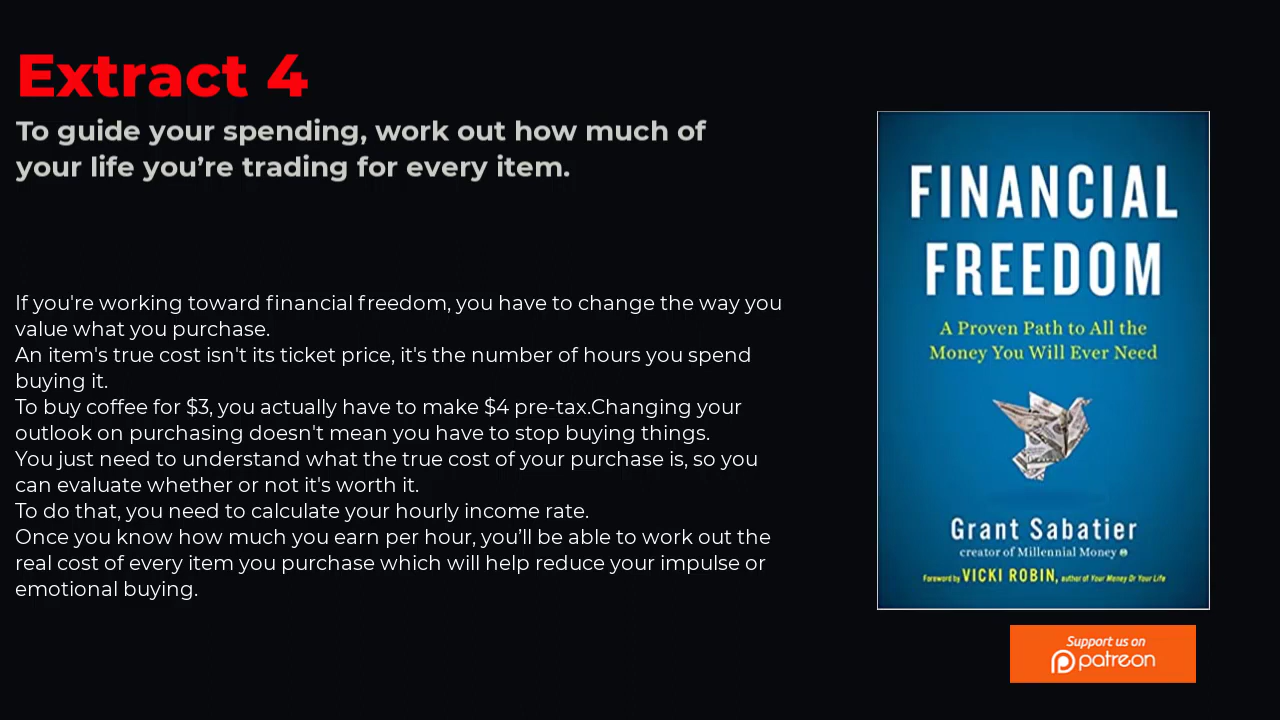 Extract 4
To guide your spending, work out how much of
your life you’re trading for every item.
If you're working toward financial freedom, you have to change the way you
value what you purchase.
An item's true cost isn't its ticket price, it's the number of hours you spend
buying it.
To buy coffee for $3, you actually have to make $4 pre-tax.Changing your
outlook on purchasing doesn't mean you have to stop buying things.
You just need to understand what the true cost of your purchase is, so you
can evaluate whether or not it's worth it.
To do that, you need to calculate your hourly income rate.
Once you know how much you earn per hour, you’ll be able to work out the
real cost of every item you purchase which will help reduce your impulse or
emotional buying.
FINANCIAL
FREEDOM
A Proven Path to All the
Money You Will Ever Need
Grant Sabatier
creator of Millennial Money
Foreword by VICKI ROBIN, author of Your Money Or Your Life
Support us on
patreon